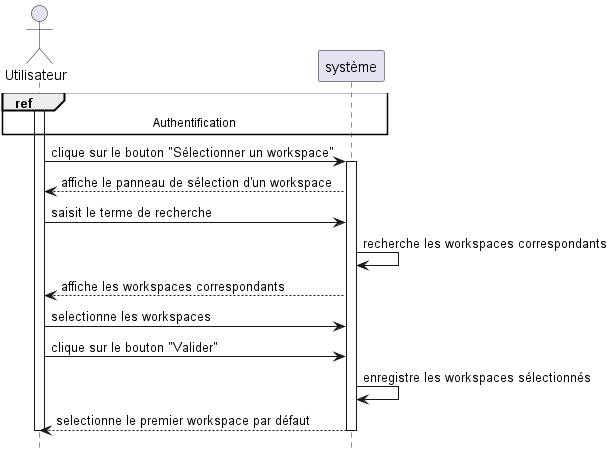 Utilisateur
système
ref
Authentification
clique sur le bouton "Sélectionner un workspace"
affiche le panneau de sélection d'un workspace
saisit le terme de recherche
recherche les workspaces correspondants
affiche les workspaces correspondants
selectionne les workspaces
clique sur le bouton "Valider"
enregistre les workspaces sélectionnés
selectionne le premier workspace par défaut